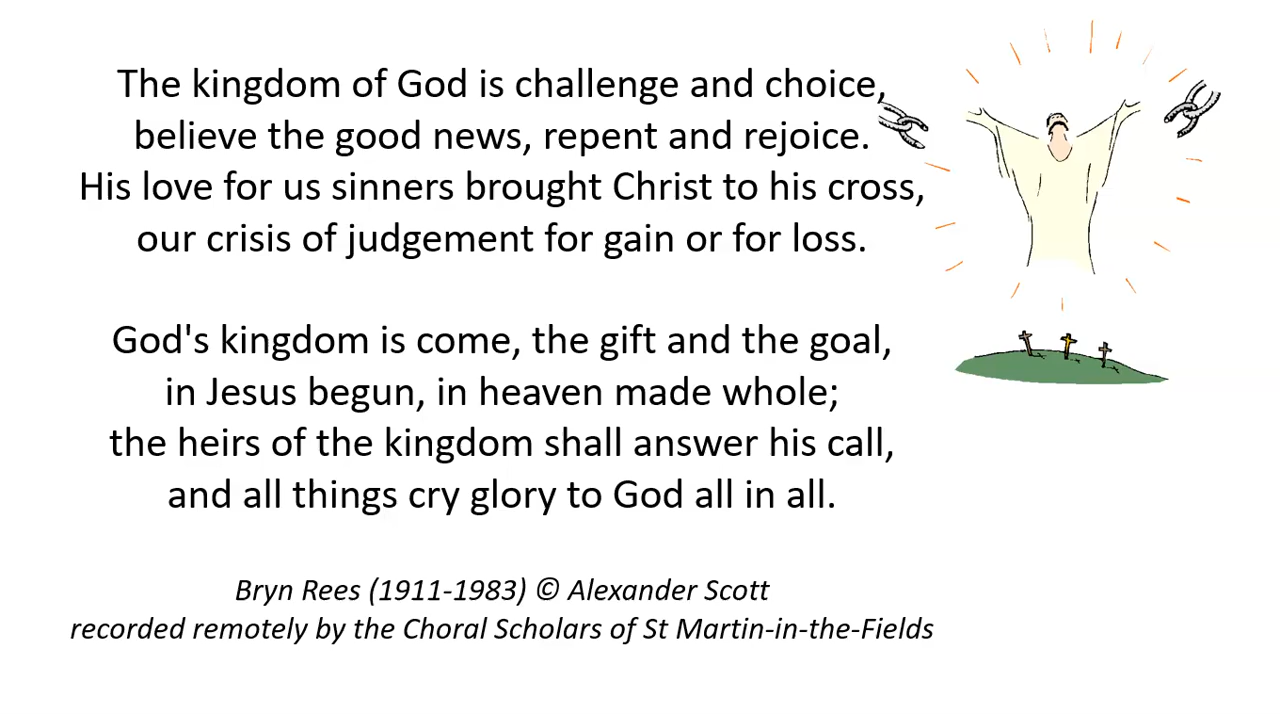 The kingdom of God is challenge and choice,
believe the good news, repent and rejoice.
His love for us sinners brought Christ to his cross,
our crisis of judgement for gain or for loss.
God's kingdom is come, the gift and the goal,
in Jesus begun, in heaven made whole;
the heirs of the kingdom shall answer his call,
and all things cry glory to God all in all.
Bryn Rees (1911-1983) © Alexander Scott
recorded remotely by the Choral Scholars of St Martin-in-the-Fields